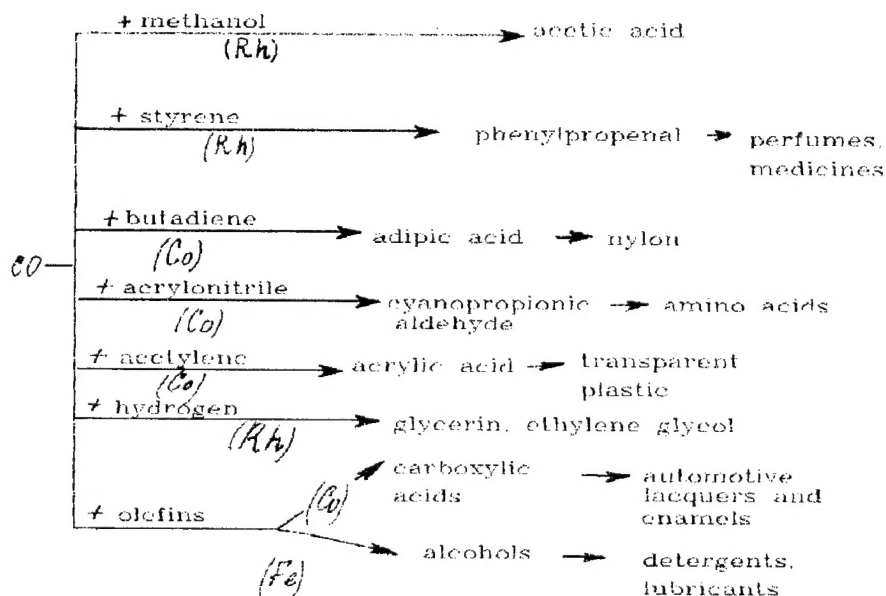 + methanol
(Rh)
acetic acid
+ styrene
(Rh)
phenylpropenal
perfumes,
medicines
+ butadiene
(Co)
adipic acid
nylon
CO
+ acrylonitrile
(Co)
cyanopropionic
aldehyde
amino acids
+ acetylene
(Co)
acrylic acid
transparent
plastic
+ hydrogen
(Rh)
glycerin, ethylene glycol
+ olefins
(Co)
carboxylic
acids
automotive
lacquers and
enamels
(Fe)
alcohols
detergents,
lubricants